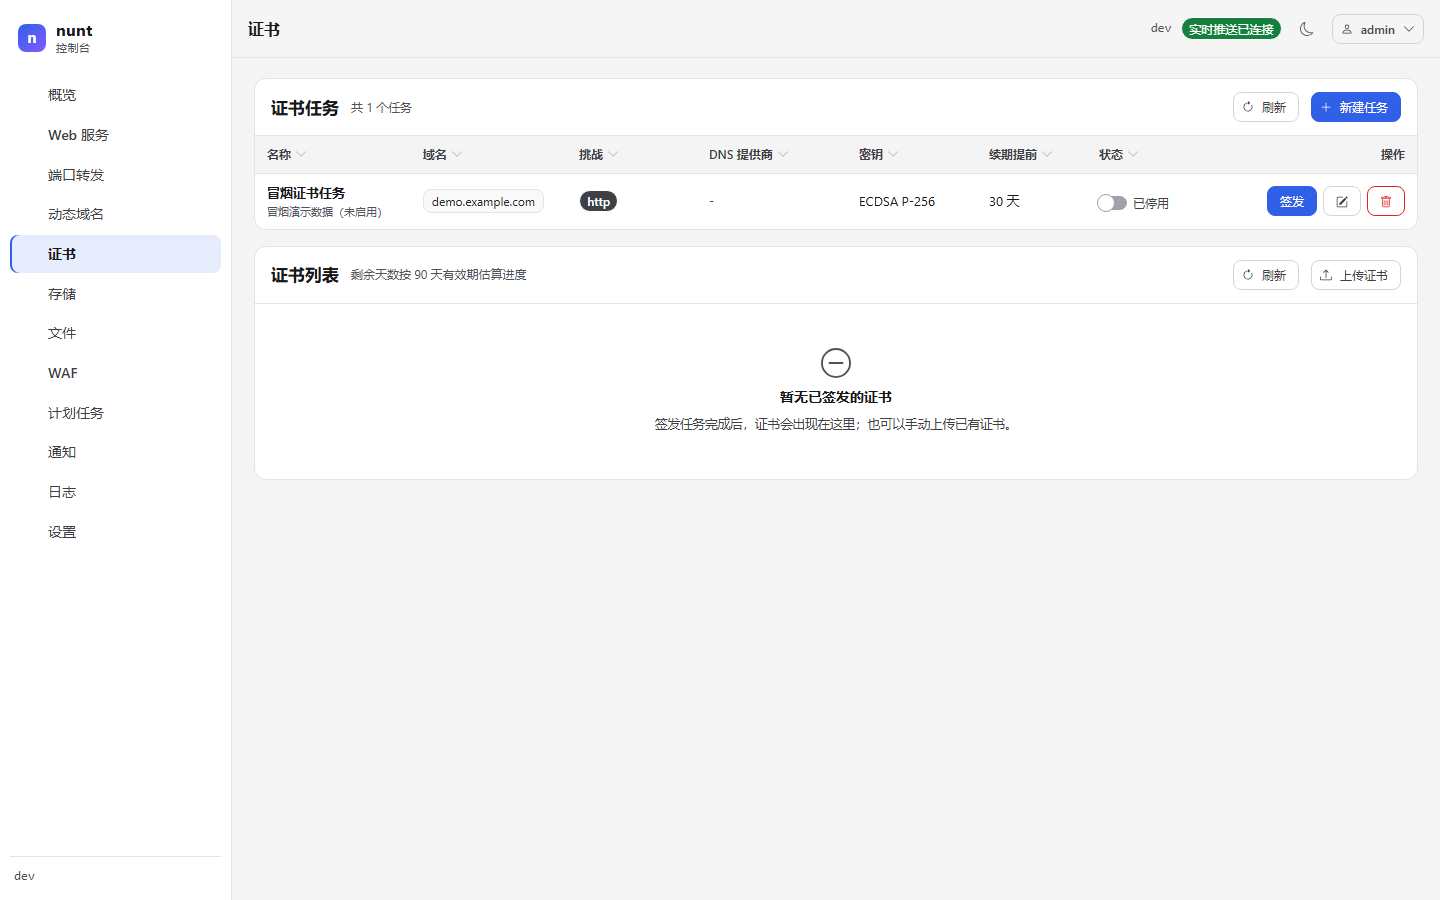 n
nunt
控制台
概览
Web 服务
端口转发
动态域名
证书
存储
文件
WAF
计划任务
通知
日志
设置
dev
证书
dev
实时推送已连接
admin
证书任务
共 1 个任务
刷新
新建任务
名称
域名
挑战
DNS 提供商
密钥
续期提前
状态
操作
冒烟证书任务
冒烟演示数据（未启用）
demo.example.com
http
-
ECDSA P-256
30 天
已停用
签发
证书列表
剩余天数按 90 天有效期估算进度
刷新
上传证书
暂无已签发的证书
签发任务完成后，证书会出现在这里；也可以手动上传已有证书。